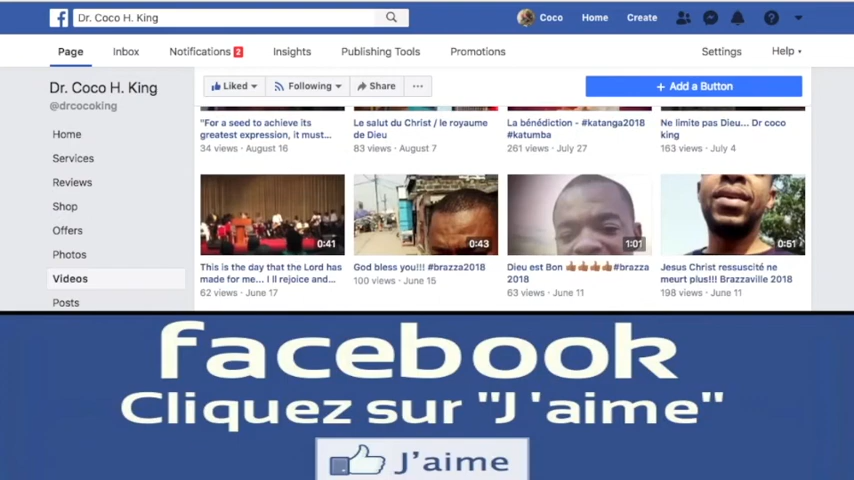 Dr. Coco H. King
Coco Home Create
Page Inbox Notifications 2 Insights Publishing Tools Promotions Settings Help
Dr. Coco H. King
@drcocoking
Liked Following Share ... + Add a Button
Home
Services
Reviews
Shop
Offers
Photos
Videos
Posts
"For a seed to achieve its
greatest expression, it must...
34 views · August 16
Le salut du Christ / le royaume
de Dieu
83 views · August 7
La bénédiction - #katanga2018
#katumba
261 views · July 27
Ne limite pas Dieu... Dr coco
king
163 views · July 4
0:41
This is the day that the Lord has
made for me... I ll rejoice and...
62 views · June 17
0:43
God bless you!!! #brazza2018
100 views · June 15
1:01
Dieu est Bon 👍🏾👍🏾👍🏾👍🏾#brazza
2018
63 views · June 11
0:51
Jesus Christ ressuscité ne
meurt plus!!! Brazzaville 2018
198 views · June 11
facebook
Cliquez sur "J'aime"
J'aime